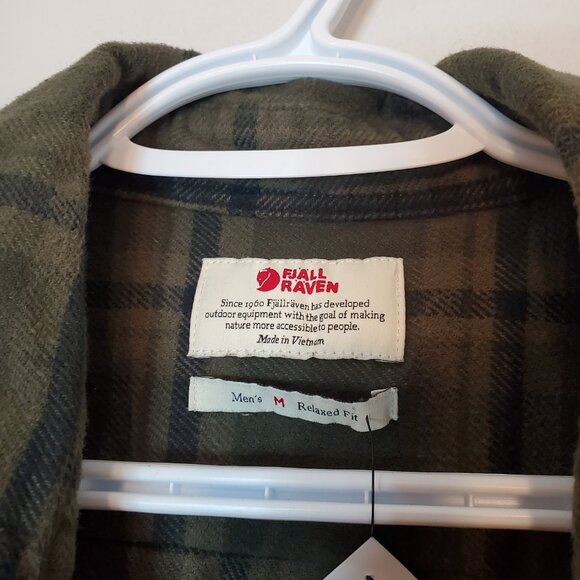 FJÄLL
RÄVEN
Since 1960 Fjällräven has developed
outdoor equipment with the goal of making
nature more accessible to people.
Made in Vietnam
Men's M Relaxed Fit